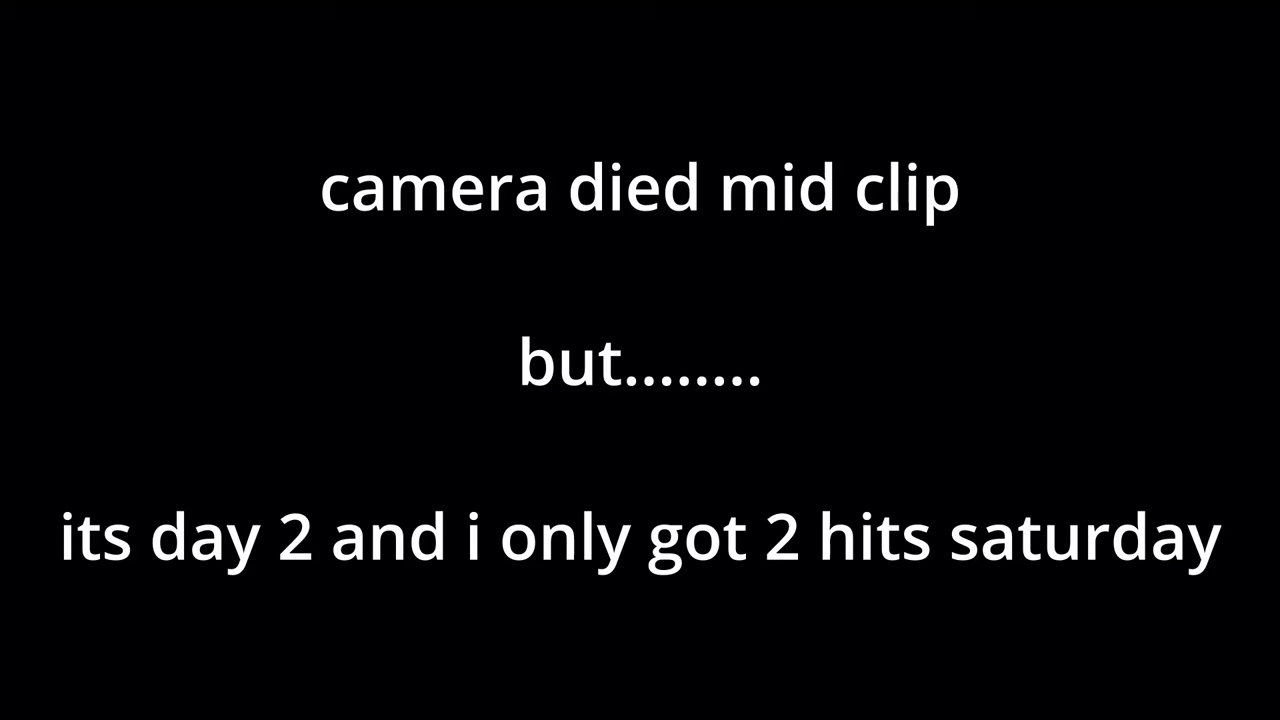 camera died mid clip
but........
its day 2 and i only got 2 hits saturday